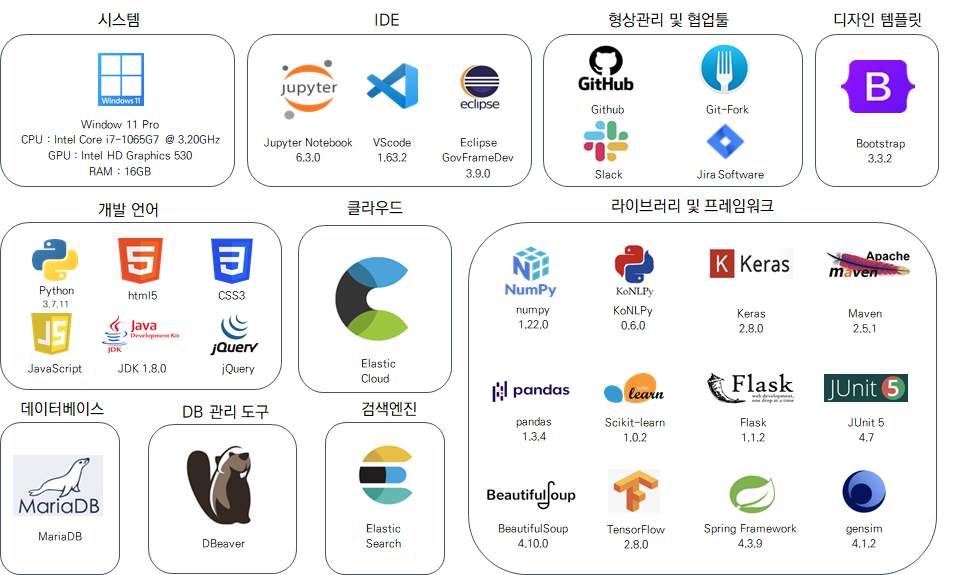 시스템
IDE
형상관리 및 협업툴
디자인 템플릿
Windows 11
Window 11 Pro
CPU : Intel Core i7-1065G7 @ 3.20GHz
GPU : Intel HD Graphics 530
RAM : 16GB
jupyter
Jupyter Notebook
6.3.0
VScode
1.63.2
eclipse
Eclipse
GovFrameDev
3.9.0
GitHub
Github
Git-Fork
Slack
Jira Software
B
Bootstrap
3.3.2
개발 언어
클라우드
라이브러리 및 프레임워크
Python
3.7.11
5
html5
3
CSS3
JS
JavaScript
Java
Development Kit
JDK
JDK 1.8.0
jQuery
jQuery
Elastic
Cloud
NumPy
numpy
1.22.0
KoNLPy
KoNLPy
0.6.0
K Keras
Keras
2.8.0
Apache
maven
Maven
2.5.1
pandas
pandas
1.3.4
scikit
learn
Scikit-learn
1.0.2
Flask
web development,
one drop at a time
Flask
1.1.2
JUnit 5
JUnit 5
4.7
BeautifulSoup
BeautifulSoup
4.10.0
TensorFlow
2.8.0
Spring Framework
4.3.9
gensim
4.1.2
데이터베이스
DB 관리 도구
검색엔진
MariaDB
MariaDB
DBeaver
Elastic
Search